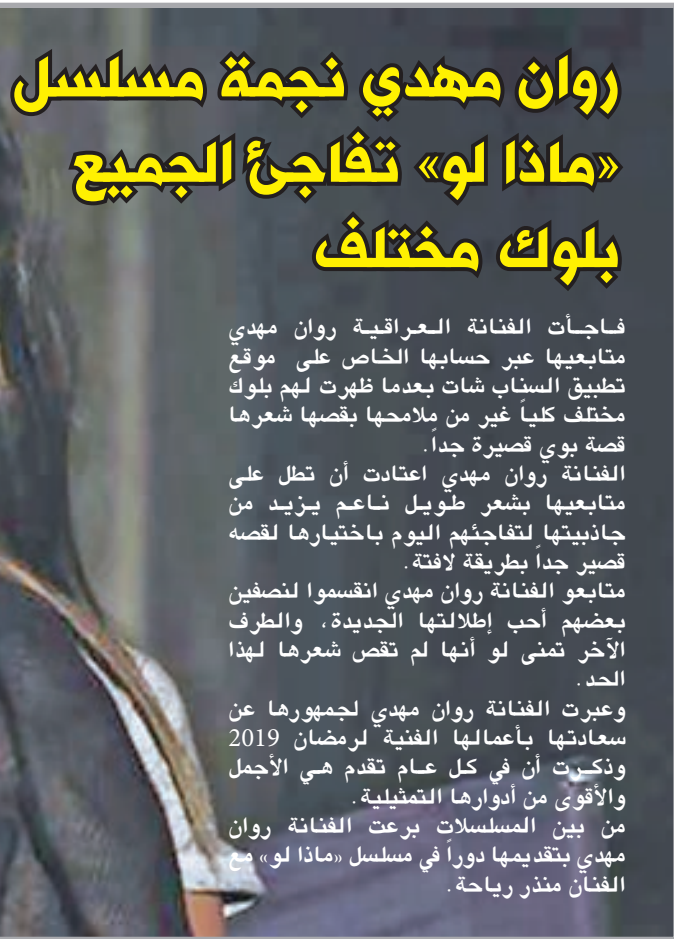 روان مهدي نجمة مسلسل
«ماذا لو» تفاجئ الجميع
بلوك مختلف
فاجأت الفنانة العراقية روان مهدي
متابعيها عبر حسابها الخاص على موقع
تطبيق السناب شات بعدما ظهرت لهم بلوك
مختلف كلياً غير من ملامحها بقصها شعرها
قصة بوي قصيرة جداً.
الفنانة روان مهدي اعتادت أن تطل على
متابعيها بشعر طويل ناعم يزيد من
جاذبيتها لتفاجئهم اليوم باختيارها لقصه
قصير جداً بطريقة لافتة.
متابعو الفنانة روان مهدي انقسموا لنصفين
بعضهم أحب إطلالتها الجديدة، والطرف
الآخر تمنى لو أنها لم تقص شعرها لهذا
الحد.
وعبرت الفنانة روان مهدي لجمهورها عن
سعادتها بأعمالها الفنية لرمضان 2019
وذكرت أن في كل عام تقدم هي الأجمل
والأقوى من أدوارها التمثيلية.
من بين المسلسلات برعت الفنانة روان
مهدي بتقديمها دوراً في مسلسل «ماذا لو» مع
الفنان منذر رياحة.